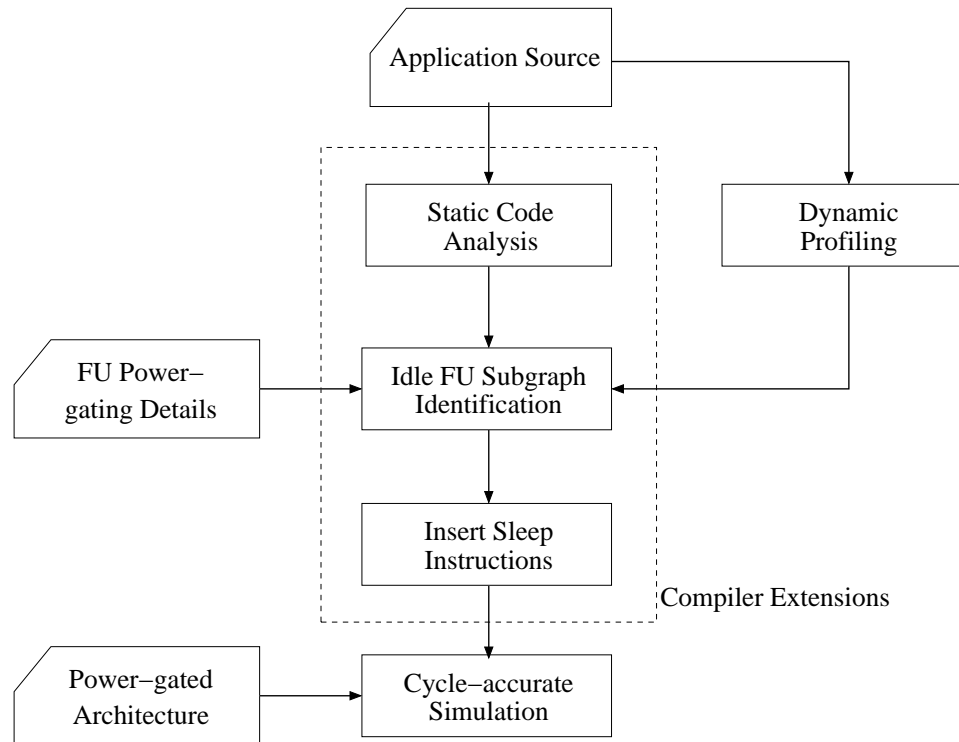 Application Source
Static Code
Analysis
Dynamic
Profiling
FU Power−
gating Details
Idle FU Subgraph
Identification
Insert Sleep
Instructions
Compiler Extensions
Power−gated
Architecture
Cycle−accurate
Simulation